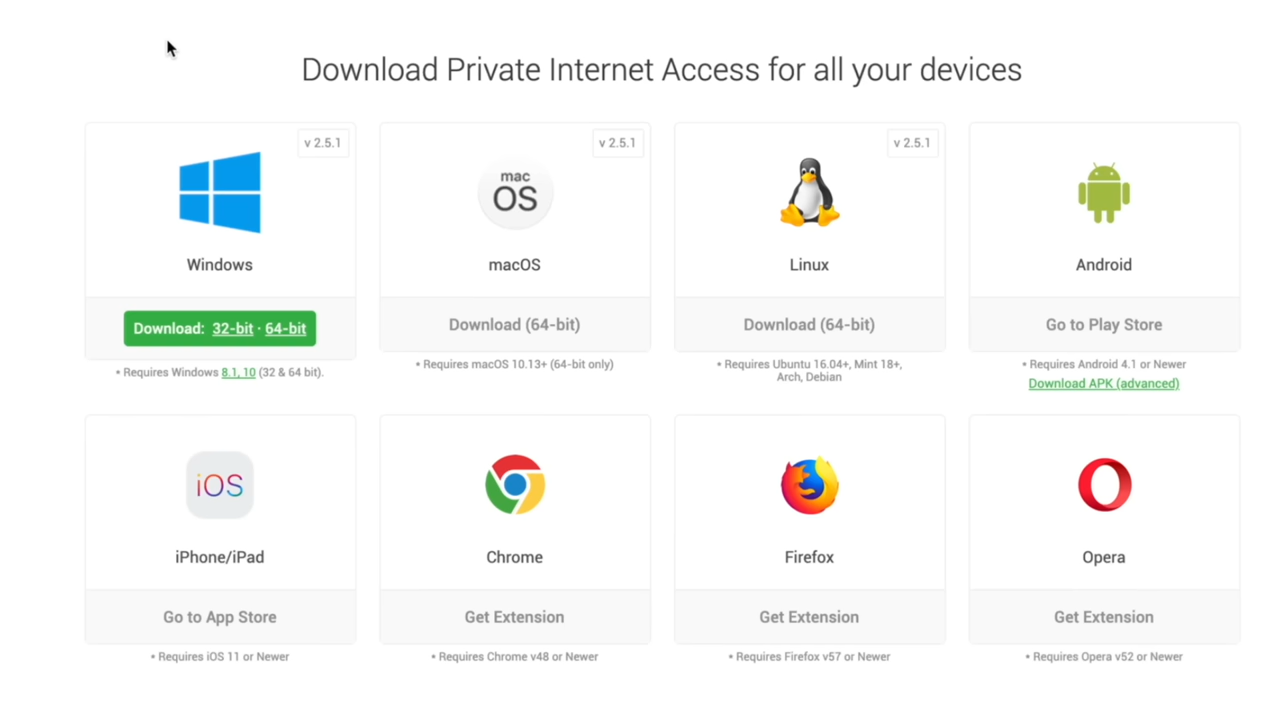 Download Private Internet Access for all your devices
v 2.5.1
Windows
Download: 32-bit · 64-bit
• Requires Windows 8.1, 10 (32 & 64 bit).
v 2.5.1
mac
OS
macOS
Download (64-bit)
• Requires macOS 10.13+ (64-bit only)
v 2.5.1
Linux
Download (64-bit)
• Requires Ubuntu 16.04+, Mint 18+,
Arch, Debian
Android
Go to Play Store
• Requires Android 4.1 or Newer
Download APK (advanced)
iOS
iPhone/iPad
Go to App Store
• Requires iOS 11 or Newer
Chrome
Get Extension
• Requires Chrome v48 or Newer
Firefox
Get Extension
• Requires Firefox v57 or Newer
Opera
Get Extension
• Requires Opera v52 or Newer